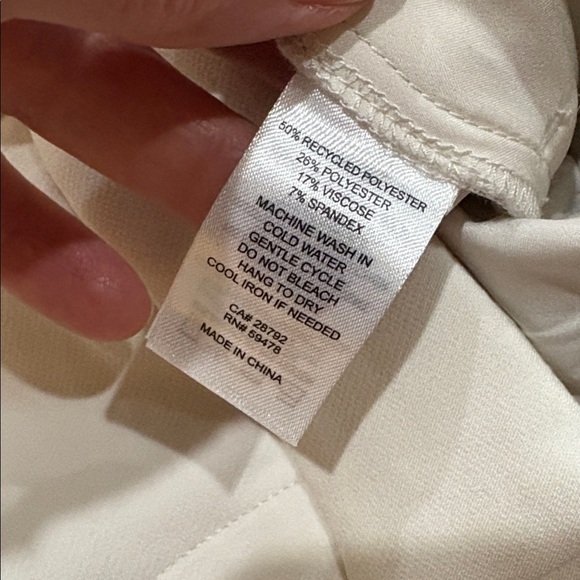 50% RECYCLED POLYESTER
26% POLYESTER
17% VISCOSE
7% SPANDEX
MACHINE WASH IN
COLD WATER
GENTLE CYCLE
DO NOT BLEACH
HANG TO DRY
COOL IRON IF NEEDED
CA# 28792
RN# 59478
MADE IN CHINA